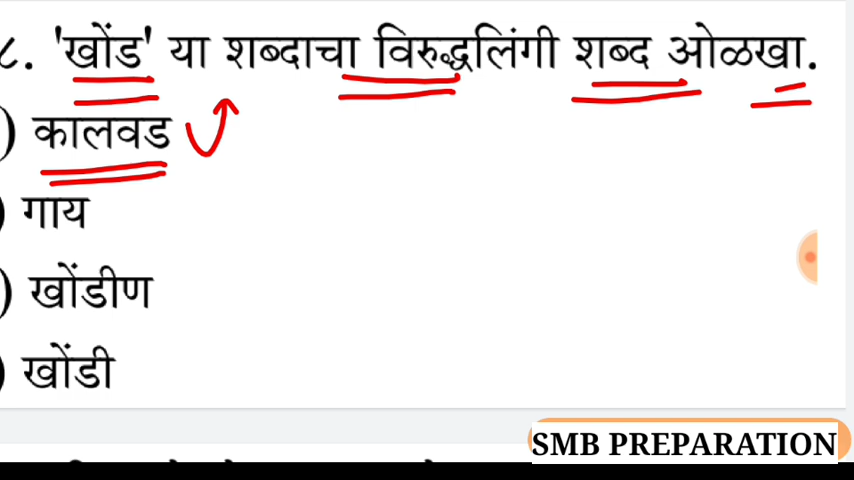 ८. 'खोंड' या शब्दाचा विरुद्धलिंगी शब्द ओळखा.
) कालवड
) गाय
) खोंडीण
) खोंडी
SMB PREPARATION